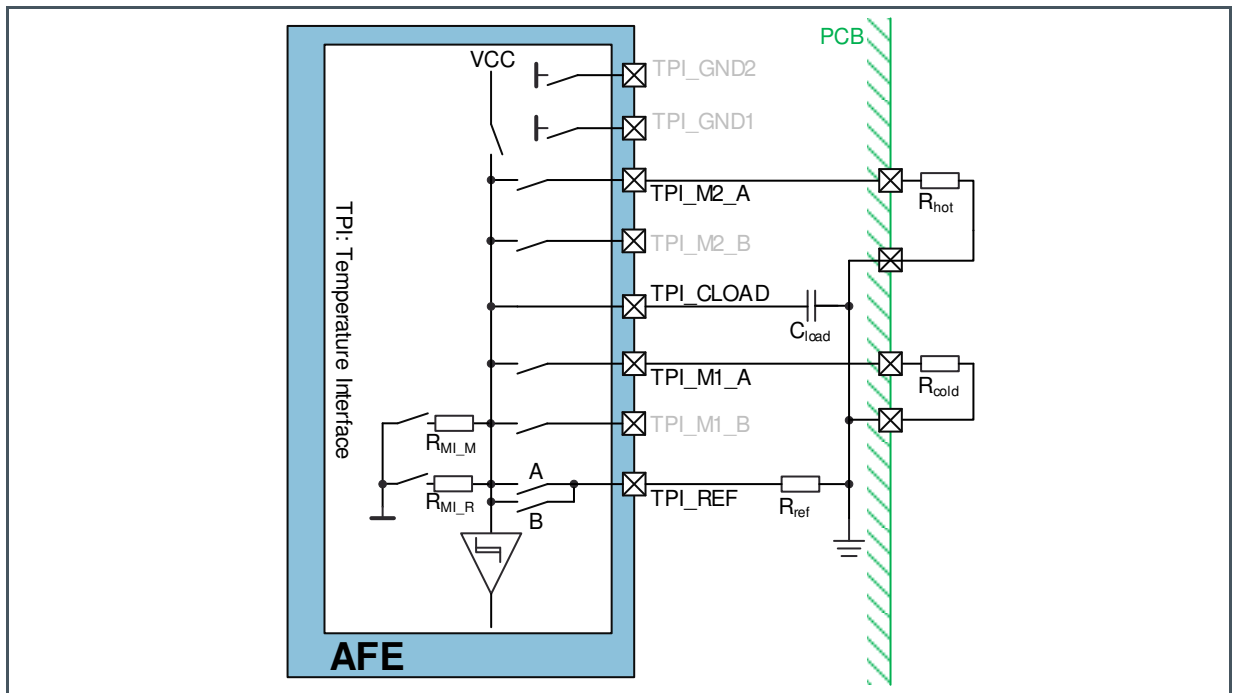 PCB
VCC
TPI_GND2
TPI_GND1
TPI_M2_A
Rhot
TPI_M2_B
TPI: Temperature Interface
TPI_CLOAD
Cload
TPI_M1_A
Rcold
TPI_M1_B
RMI_M
A
RMI_R
B
TPI_REF
Rref
AFE